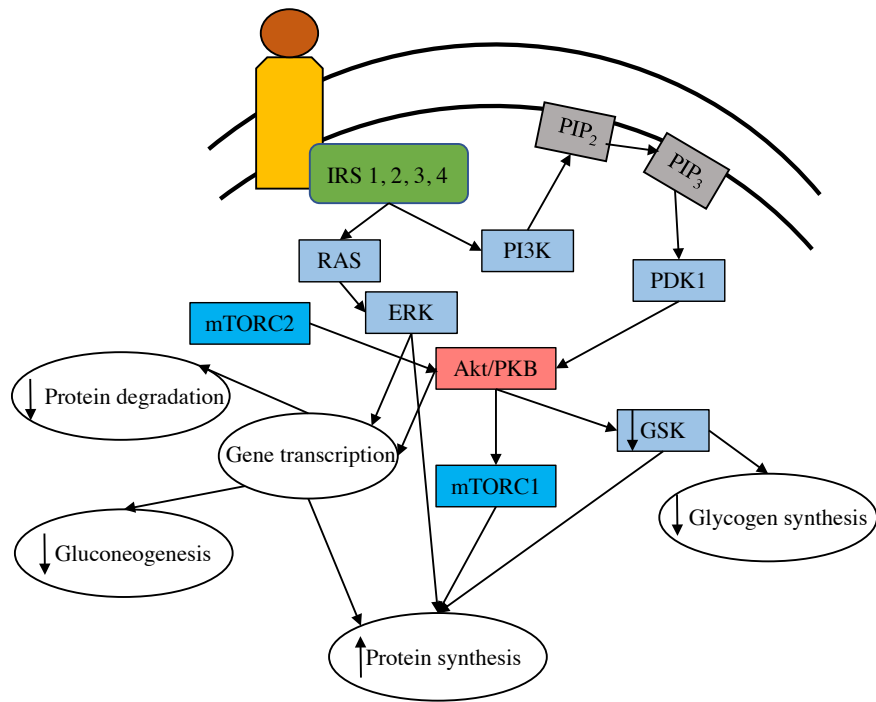 PIP2
PIP3
IRS 1, 2, 3, 4
RAS
PI3K
PDK1
mTORC2
ERK
Akt/PKB
↓ Protein degradation
↓ GSK
Gene transcription
mTORC1
↓ Glycogen synthesis
↓ Gluconeogenesis
↑ Protein synthesis